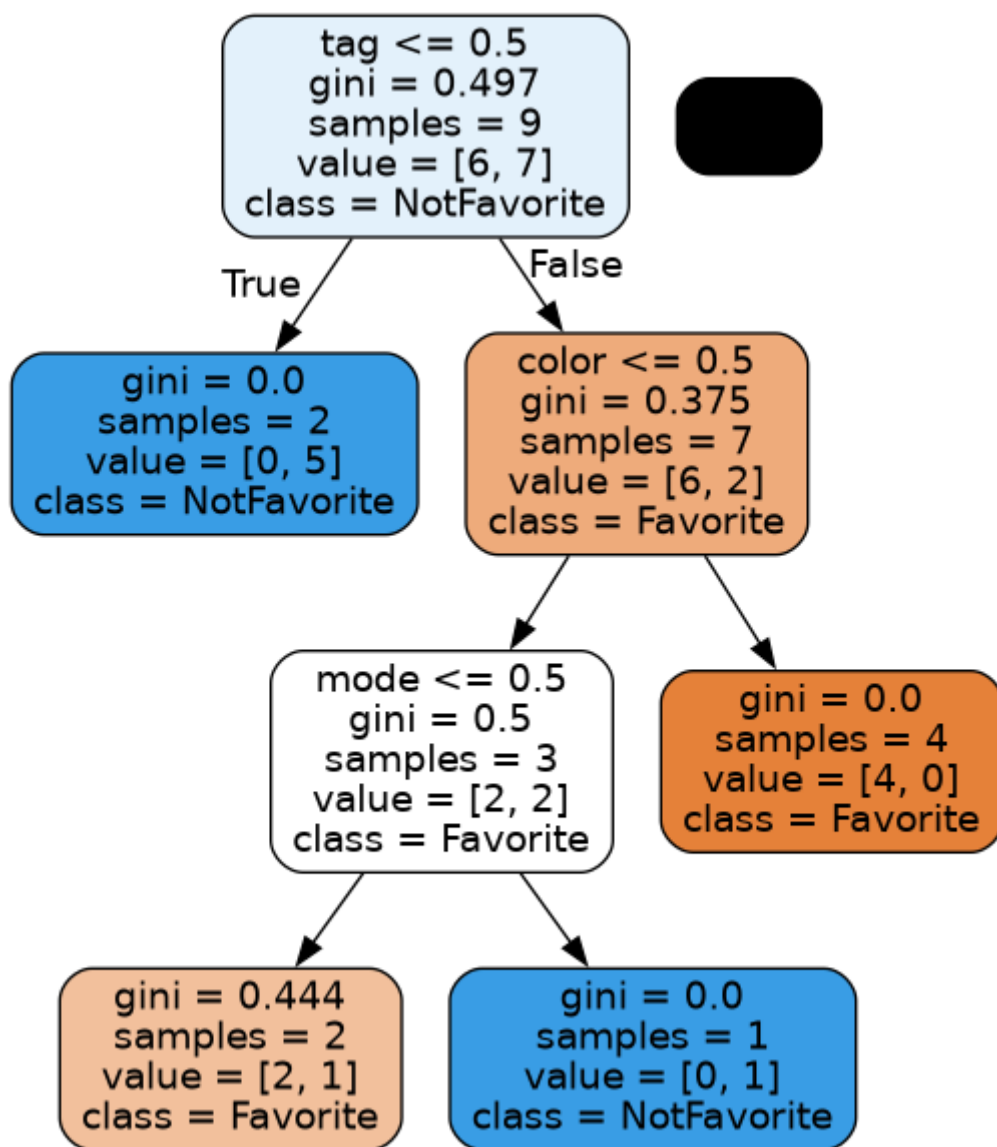 tag <= 0.5
gini = 0.497
samples = 9
value = [6, 7]
class = NotFavorite
True
False
gini = 0.0
samples = 2
value = [0, 5]
class = NotFavorite
color <= 0.5
gini = 0.375
samples = 7
value = [6, 2]
class = Favorite
mode <= 0.5
gini = 0.5
samples = 3
value = [2, 2]
class = Favorite
gini = 0.0
samples = 4
value = [4, 0]
class = Favorite
gini = 0.444
samples = 2
value = [2, 1]
class = Favorite
gini = 0.0
samples = 1
value = [0, 1]
class = NotFavorite